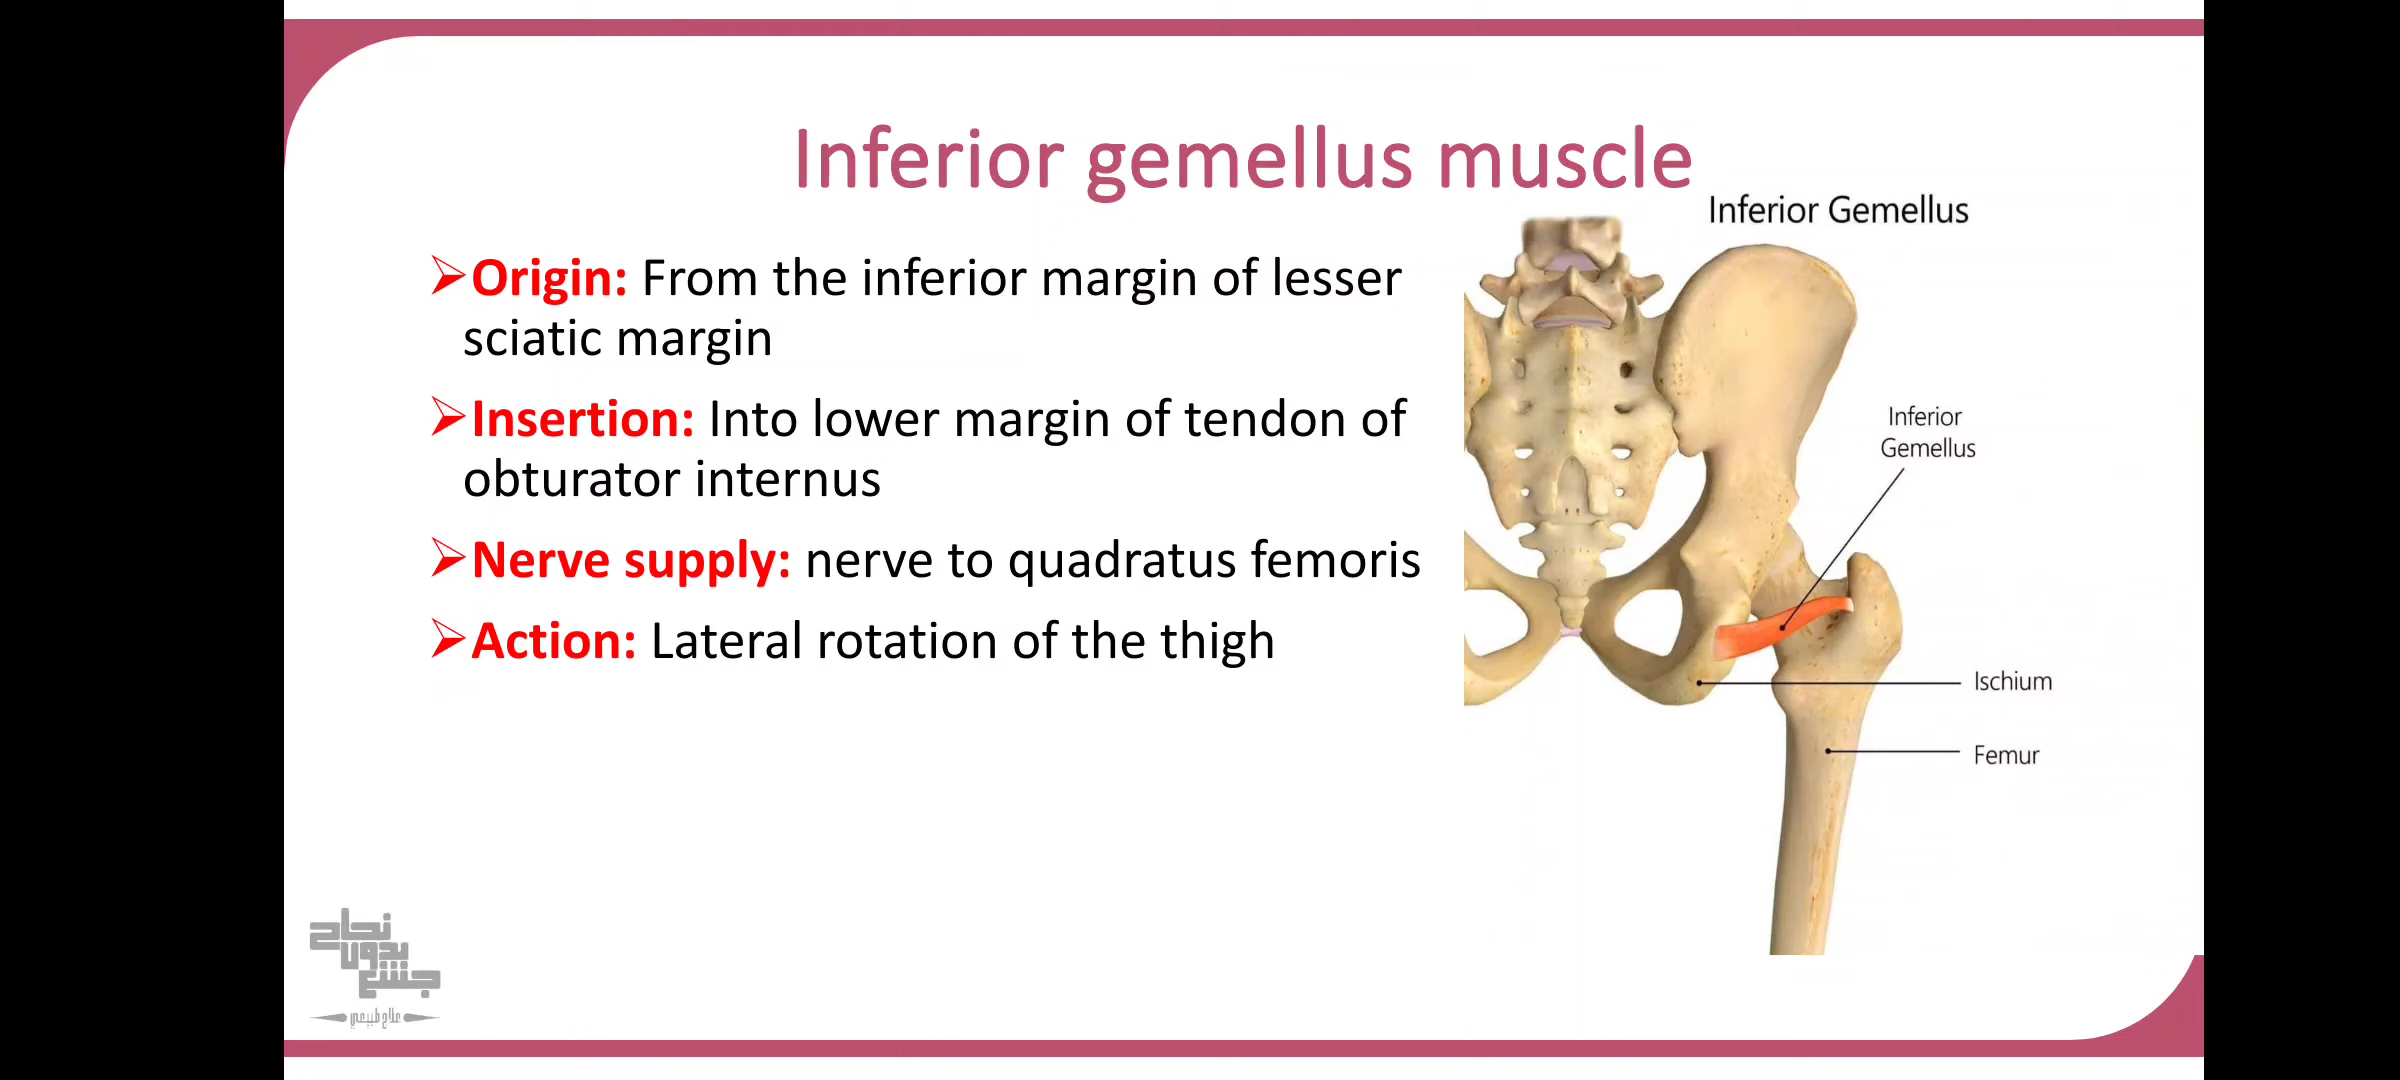 Inferior gemellus muscle
Inferior Gemellus
➢Origin: From the inferior margin of lesser
sciatic margin
➢Insertion: Into lower margin of tendon of
obturator internus
➢Nerve supply: nerve to quadratus femoris
➢Action: Lateral rotation of the thigh
Inferior
Gemellus
Ischium
Femur
نجاح
بدون
جشع
علاج طبيعي